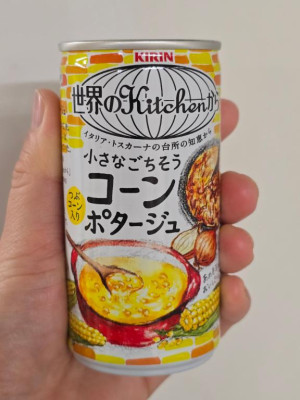 KIRIN
世界のKitchenから
イタリア・トスカーナの台所の知恵から
小さなごちそう
コーン
ポタージュ
つぶ
コーン
入り